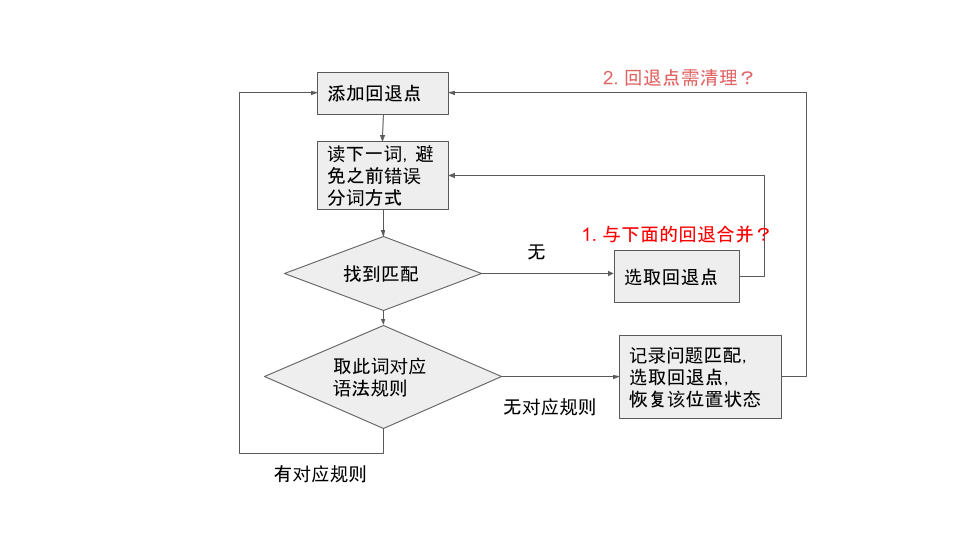 2. 回退点需清理？
添加回退点
读下一词, 避
免之前错误
分词方式
1. 与下面的回退合并？
无
找到匹配
选取回退点
取此词对应
语法规则
记录问题匹配,
选取回退点,
恢复该位置状态
无对应规则
有对应规则